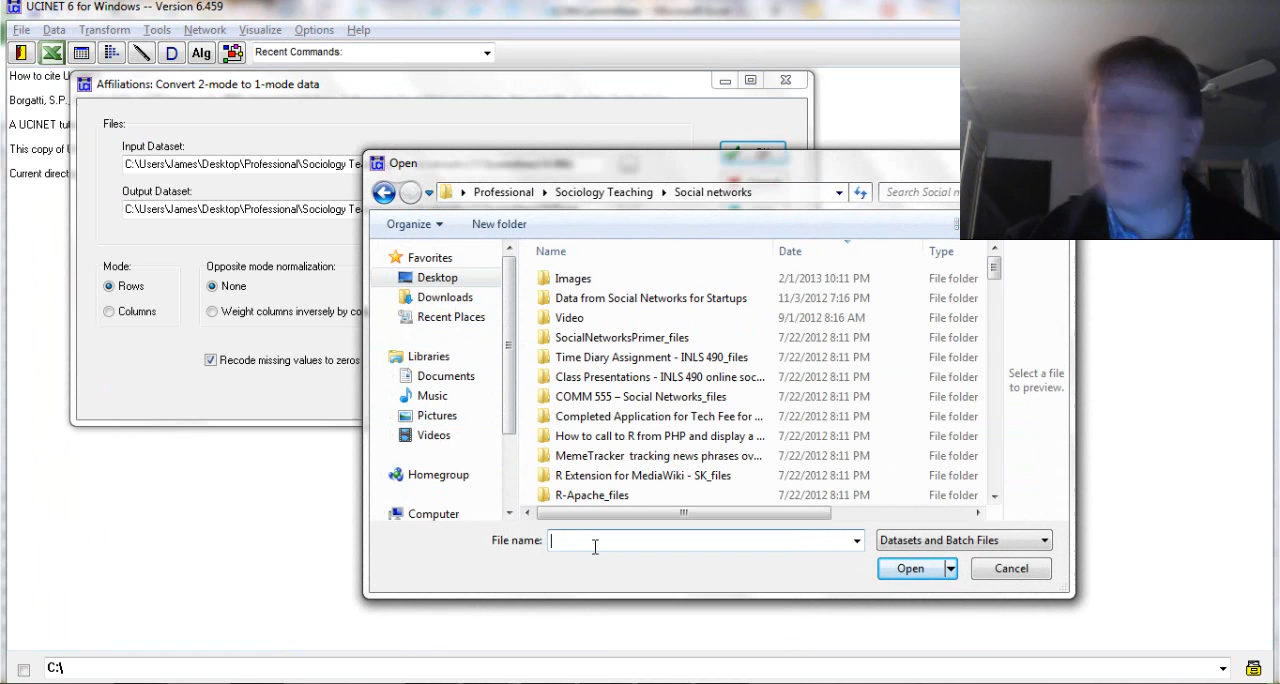 UCINET 6 for Windows -- Version 6.459
File Data Transform Tools Network Visualize Options Help
D Alg Recent Commands:
How to cite U
Borgatti, S.P.,
A UCINET tut
This copy of U
Current direct
Affiliations: Convert 2-mode to 1-mode data
Files:
Input Dataset:
C:\Users\James\Desktop\Professional\Sociology Te
Output Dataset:
C:\Users\James\Desktop\Professional\Sociology Te
Mode:
Rows
Columns
Opposite mode normalization:
None
Weight columns inversely by co
Recode missing values to zeros
Open
Professional Sociology Teaching Social networks
Search Social n
Organize New folder
Favorites
Desktop
Downloads
Recent Places
Libraries
Documents
Music
Pictures
Videos
Homegroup
Computer
Name Date Type
Images 2/1/2013 10:11 PM File folder
Data from Social Networks for Startups 11/3/2012 7:16 PM File folder
Video 9/1/2012 8:16 AM File folder
SocialNetworksPrimer_files 7/22/2012 8:11 PM File folder
Time Diary Assignment - INLS 490_files 7/22/2012 8:11 PM File folder
Class Presentations - INLS 490 online soc... 7/22/2012 8:11 PM File folder
COMM 555 – Social Networks_files 7/22/2012 8:11 PM File folder
Completed Application for Tech Fee for ... 7/22/2012 8:11 PM File folder
How to call to R from PHP and display a ... 7/22/2012 8:11 PM File folder
MemeTracker tracking news phrases ov... 7/22/2012 8:11 PM File folder
R Extension for MediaWiki - SK_files 7/22/2012 8:11 PM File folder
R-Apache_files 7/22/2012 8:11 PM File folder
Select a file
to preview.
File name:
Datasets and Batch Files
Open Cancel
C:\